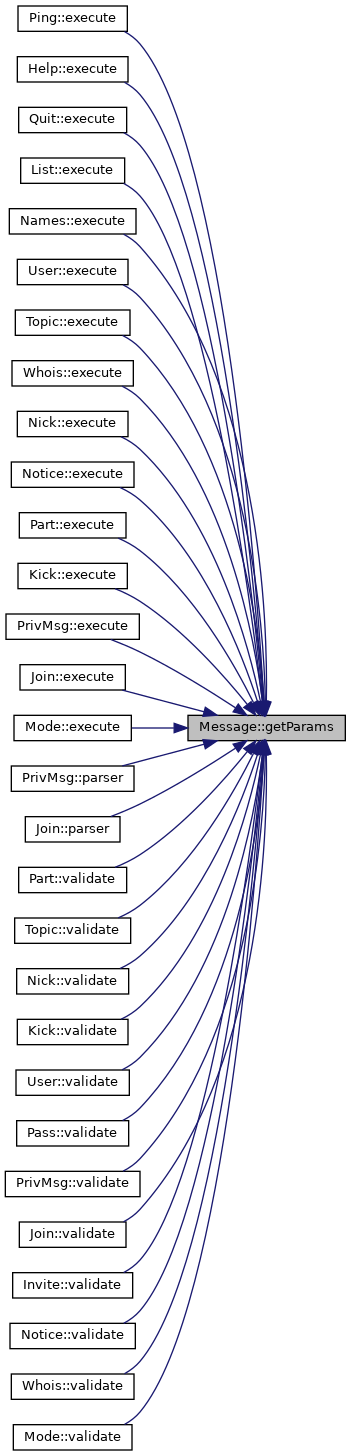 Ping::execute
Help::execute
Quit::execute
List::execute
Names::execute
User::execute
Topic::execute
Whois::execute
Nick::execute
Notice::execute
Part::execute
Kick::execute
PrivMsg::execute
Join::execute
Mode::execute
Message::getParams
PrivMsg::parser
Join::parser
Part::validate
Topic::validate
Nick::validate
Kick::validate
User::validate
Pass::validate
PrivMsg::validate
Join::validate
Invite::validate
Notice::validate
Whois::validate
Mode::validate